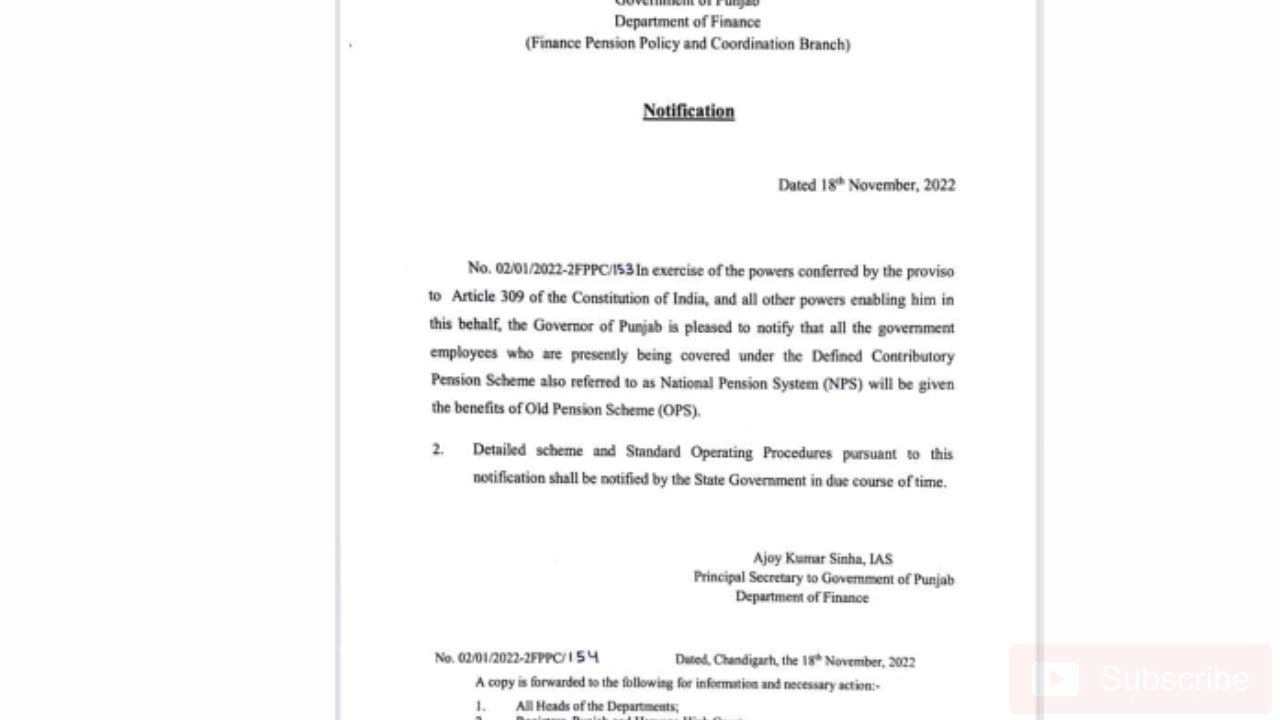 Government of Punjab
Department of Finance
(Finance Pension Policy and Coordination Branch)
Notification
Dated 18th November, 2022
No. 02/01/2022-2FPPC/153 In exercise of the powers conferred by the proviso
to Article 309 of the Constitution of India, and all other powers enabling him in
this behalf, the Governor of Punjab is pleased to notify that all the government
employees who are presently being covered under the Defined Contributory
Pension Scheme also referred to as National Pension System (NPS) will be given
the benefits of Old Pension Scheme (OPS).
2. Detailed scheme and Standard Operating Procedures pursuant to this
notification shall be notified by the State Government in due course of time.
Ajoy Kumar Sinha, IAS
Principal Secretary to Government of Punjab
Department of Finance
No. 02/01/2022-2FPPC/154 Dated, Chandigarh, the 18th November, 2022
A copy is forwarded to the following for information and necessary action:-
1. All Heads of the Departments;
Subscribe